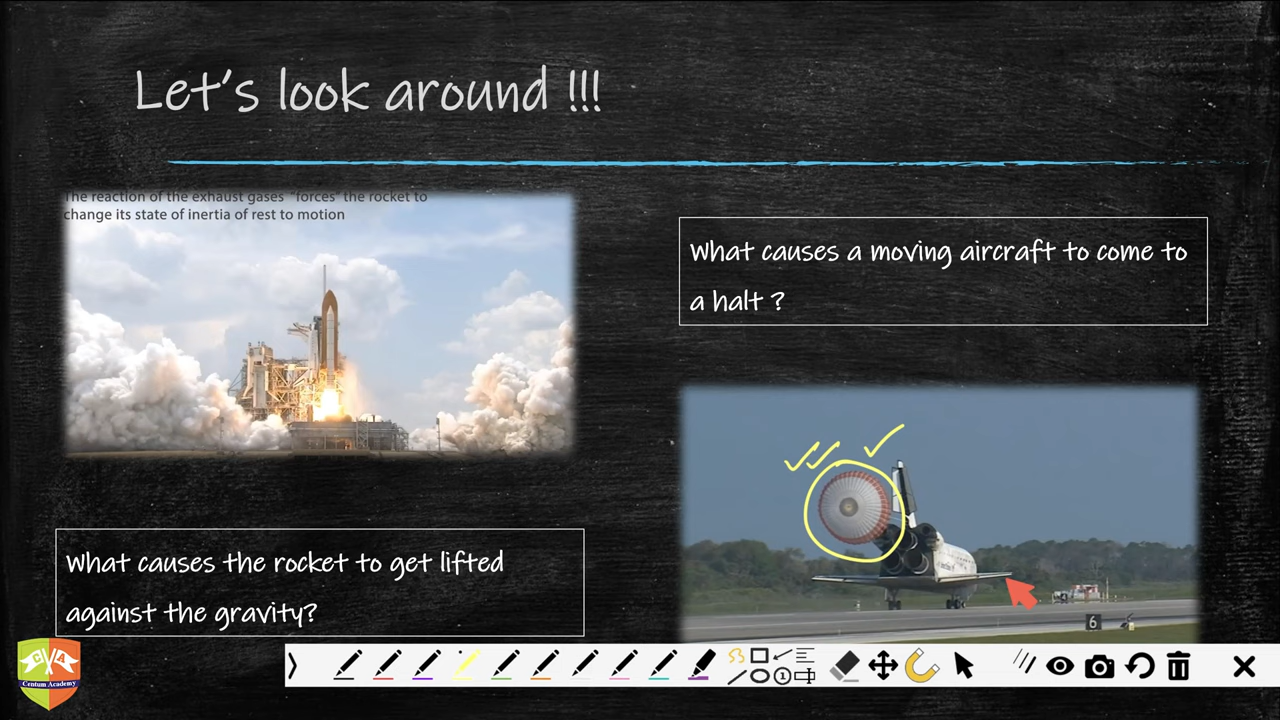 Let's look around !!!
The reaction of the exhaust gases "forces" the rocket to
change its state of inertia of rest to motion
What causes a moving aircraft to come to
a halt ?
What causes the rocket to get lifted
against the gravity?
6
CVA
Centum Academy